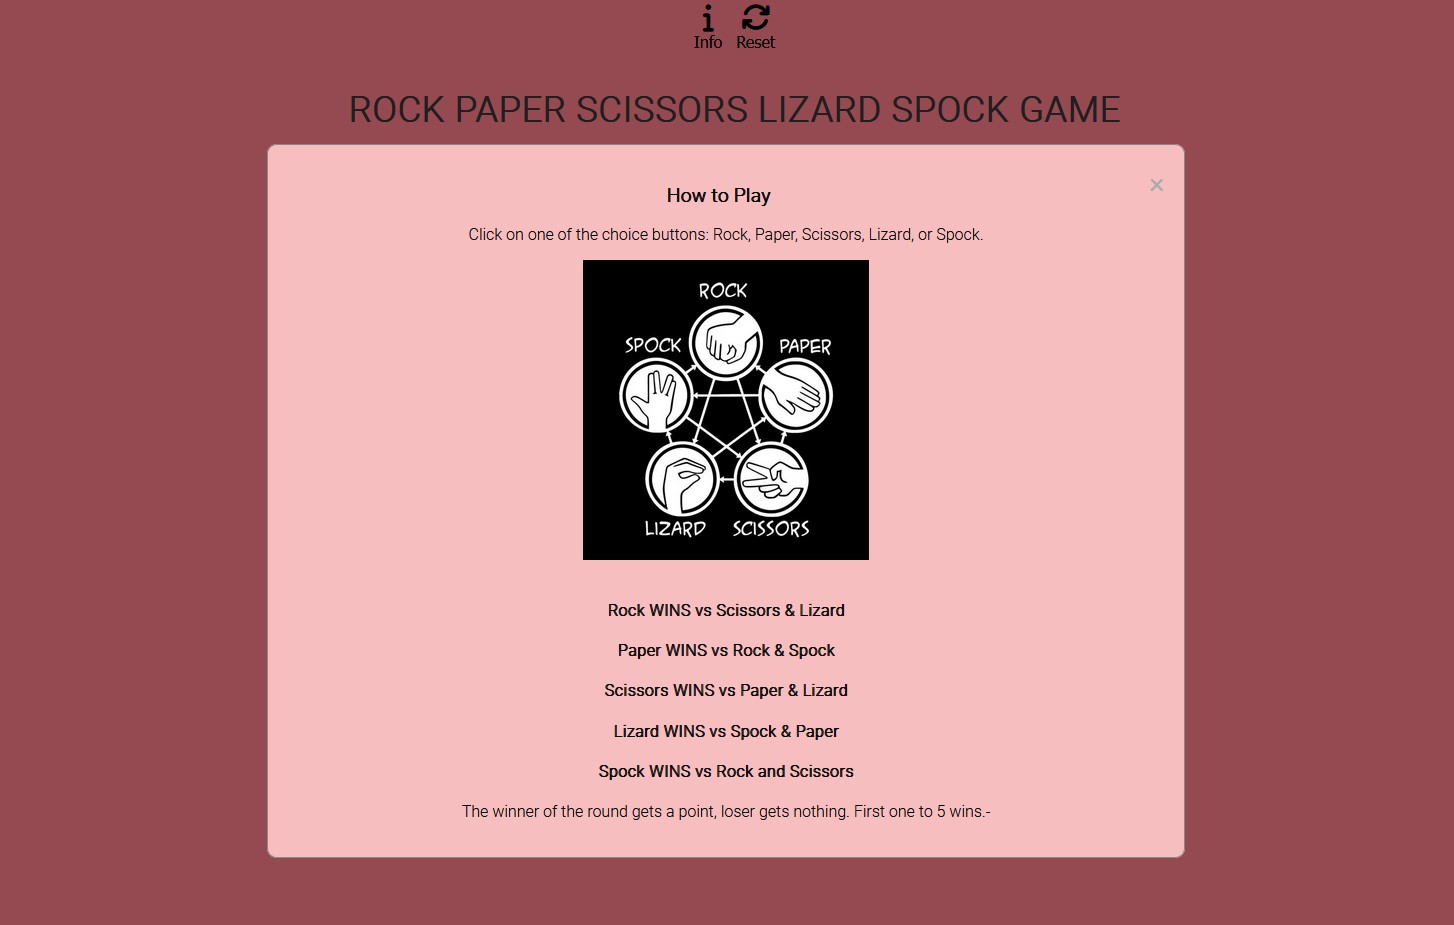 Info Reset
ROCK PAPER SCISSORS LIZARD SPOCK GAME
×
How to Play
Click on one of the choice buttons: Rock, Paper, Scissors, Lizard, or Spock.
ROCK
SPOCK PAPER
LIZARD SCISSORS
Rock WINS vs Scissors & Lizard
Paper WINS vs Rock & Spock
Scissors WINS vs Paper & Lizard
Lizard WINS vs Spock & Paper
Spock WINS vs Rock and Scissors
The winner of the round gets a point, loser gets nothing. First one to 5 wins.-